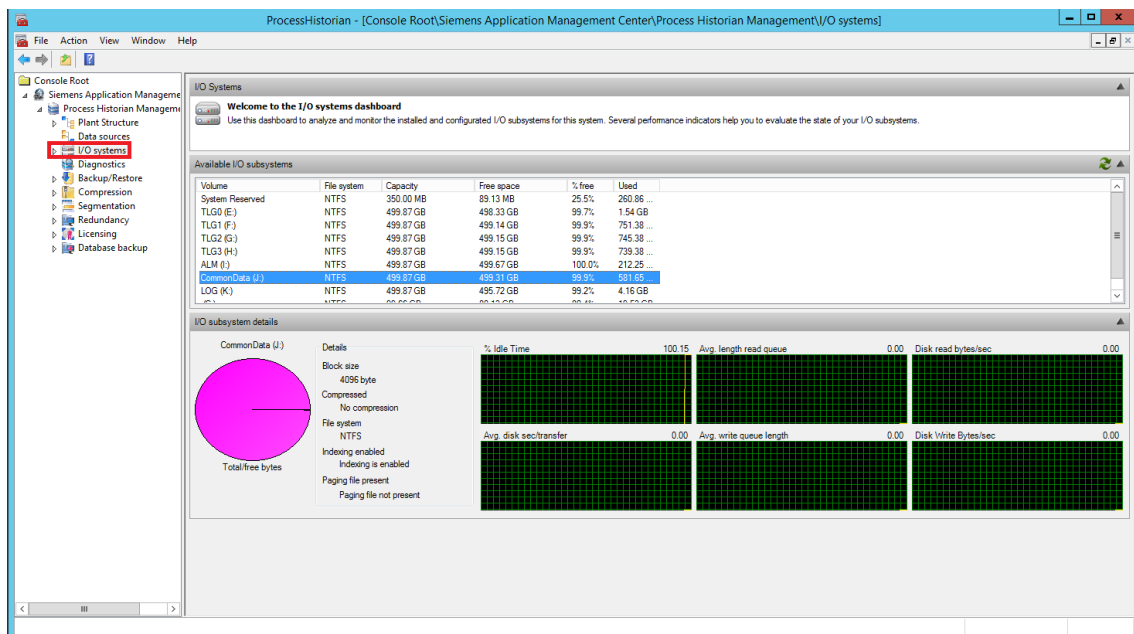 ProcessHistorian - [Console Root\Siemens Application Management Center\Process Historian Management\I/O systems]
File Action View Window Help
Console Root
Siemens Application Manageme
Process Historian Manageme
Plant Structure
Data sources
I/O systems
Diagnostics
Backup/Restore
Compression
Segmentation
Redundancy
Licensing
Database backup
I/O Systems
Welcome to the I/O systems dashboard
Use this dashboard to analyze and monitor the installed and configurated I/O subsystems for this system. Several performance indicators help you to evaluate the state of your I/O subsystems.
Available I/O subsystems
Volume File system Capacity Free space % free Used
System Reserved NTFS 350.00 MB 89.13 MB 25.5% 260.86 ...
TLG0 (E:) NTFS 499.87 GB 498.33 GB 99.7% 1.54 GB
TLG1 (F:) NTFS 499.87 GB 499.14 GB 99.9% 751.38 ...
TLG2 (G:) NTFS 499.87 GB 499.15 GB 99.9% 745.38 ...
TLG3 (H:) NTFS 499.87 GB 499.15 GB 99.9% 739.38 ...
ALM (I:) NTFS 499.87 GB 499.67 GB 100.0% 212.25 ...
CommonData (J:) NTFS 499.87 GB 499.31 GB 99.9% 581.65 ...
LOG (K:) NTFS 499.87 GB 495.72 GB 99.2% 4.16 GB
I/O subsystem details
CommonData (J:)
Total/free bytes
Details
Block size
4096 byte
Compressed
No compression
File system
NTFS
Indexing enabled
Indexing is enabled
Paging file present
Paging file not present
% Idle Time 100.15
Avg. length read queue 0.00
Disk read bytes/sec 0.00
Avg. disk sec/transfer 0.00
Avg. write queue length 0.00
Disk Write Bytes/sec 0.00